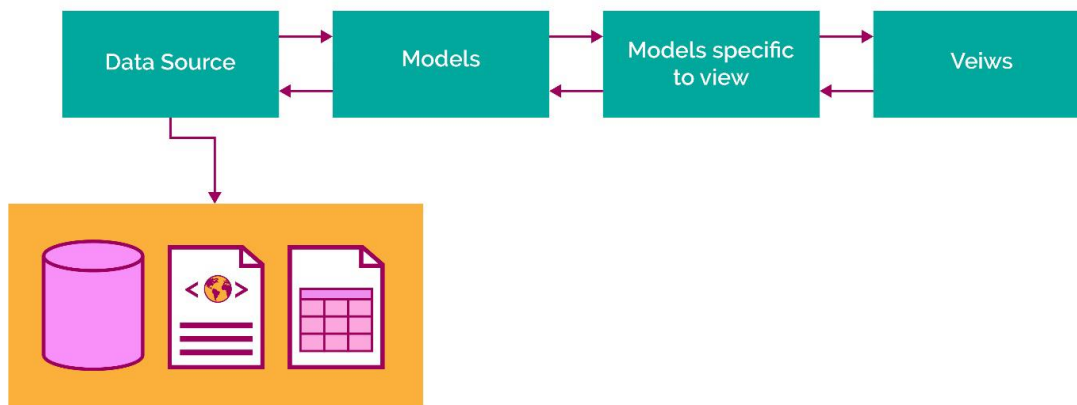 Data Source
Models
Models specific
to view
Veiws
< >